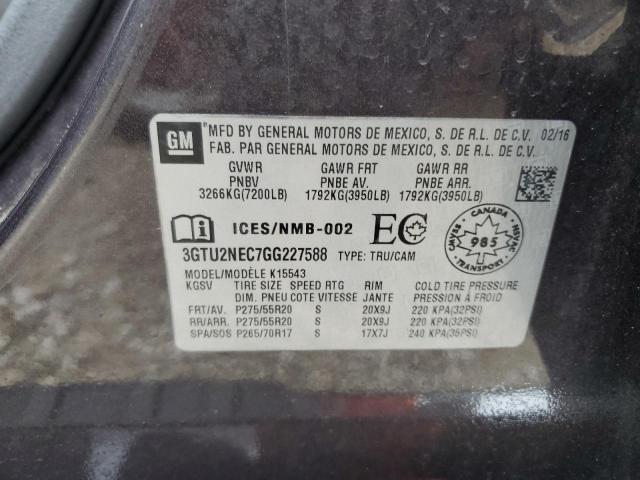 GM
MFD BY GENERAL MOTORS DE MEXICO, S. DE R.L. DE C.V. 02/16
FAB. PAR GENERAL MOTORS DE MEXICO, S. DE R.L. DE C.V.
GVWR GAWR FRT GAWR RR
PNBV PNBE AV. PNBE ARR.
3266KG(7200LB) 1792KG(3950LB) 1792KG(3950LB)
i ICES/NMB-002 EC
CANADA
CMVSS 985 NSVAC
TRANSPORT
3GTU2NEC7GG227588 TYPE: TRU/CAM
MODEL/MODÈLE K15543
KGSV TIRE SIZE SPEED RTG RIM COLD TIRE PRESSURE
DIM. PNEU COTE VITESSE JANTE PRESSION À FROID
FRT/AV. P275/55R20 S 20X9J 220 KPA(32PSI)
RR/ARR. P275/55R20 S 20X9J 220 KPA(32PSI)
SPA/SOS P265/70R17 S 17X7J 240 KPA(35PSI)